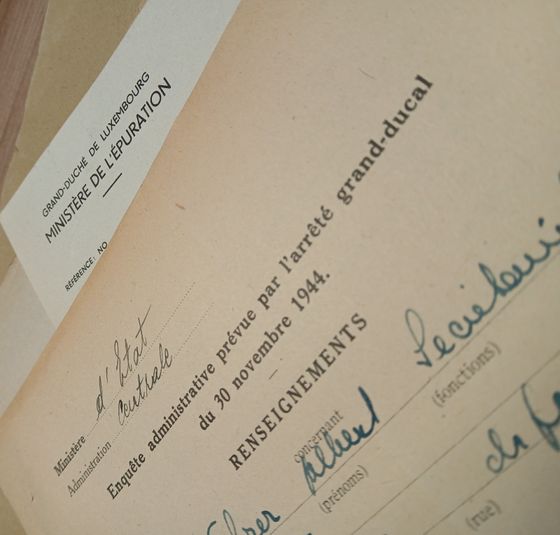 GRAND-DUCHÉ DE LUXEMBOURG
MINISTÈRE DE L'ÉPURATION
RÉFÉRENCE: NO
Ministère d'Etat
Administration Centrale
Enquête administrative prévue par l'arrêté grand-ducal
du 30 novembre 1944.
RENSEIGNEMENTS
concernant
Albert
(prénoms)
(fonctions)
(rue)